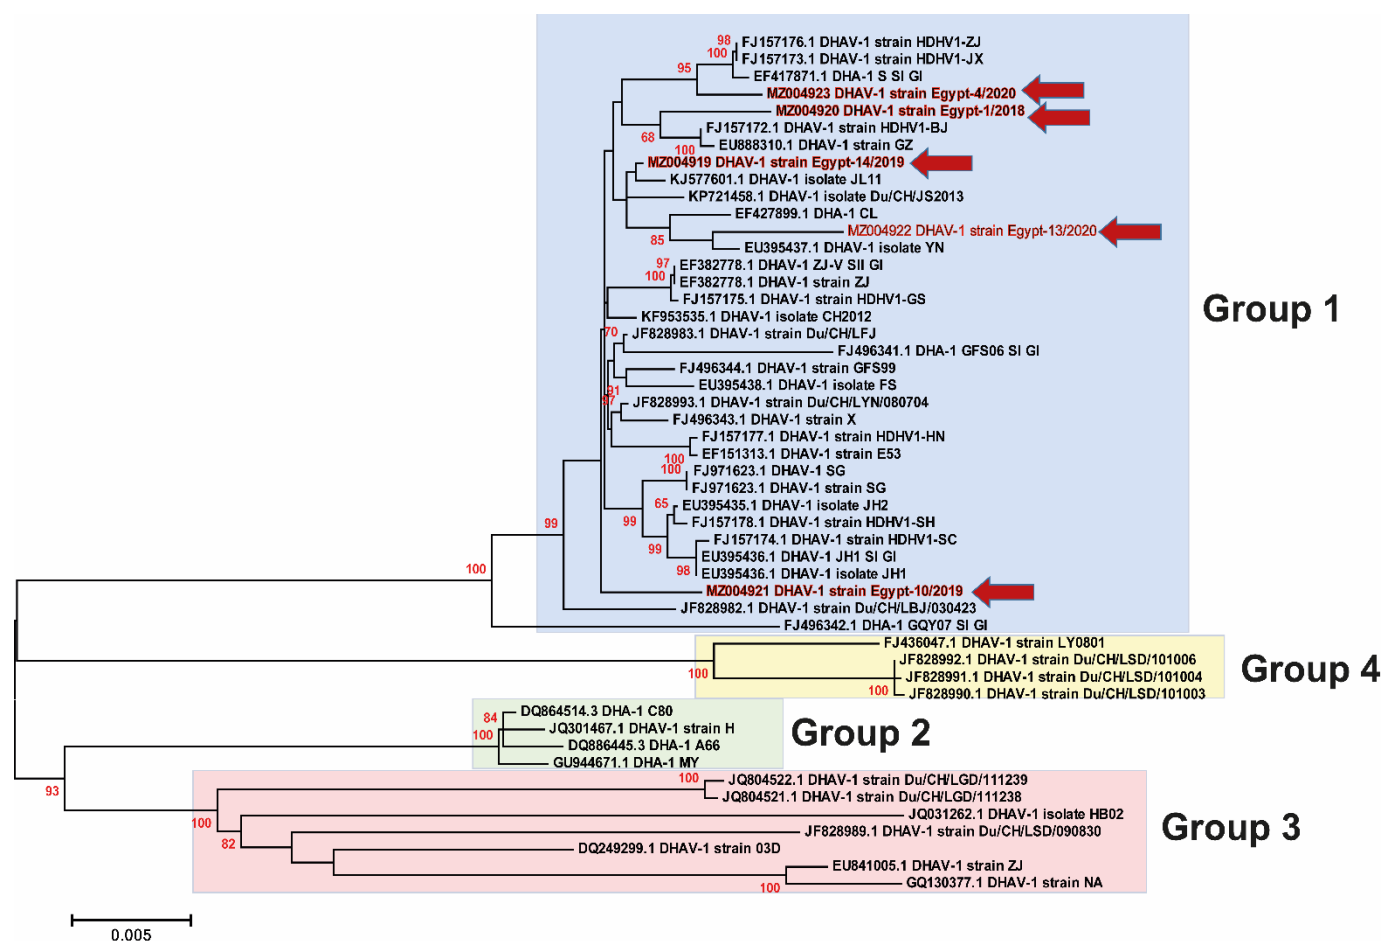 98
FJ157176.1 DHAV-1 strain HDHV1-ZJ
100
FJ157173.1 DHAV-1 strain HDHV1-JX
95
EF417871.1 DHA-1 S SI GI
MZ004923 DHAV-1 strain Egypt-4/2020
MZ004920 DHAV-1 strain Egypt-1/2018
FJ157172.1 DHAV-1 strain HDHV1-BJ
68
100
EU888310.1 DHAV-1 strain GZ
MZ004919 DHAV-1 strain Egypt-14/2019
KJ577601.1 DHAV-1 isolate JL11
KP721458.1 DHAV-1 isolate Du/CH/JS2013
EF427899.1 DHA-1 CL
MZ004922 DHAV-1 strain Egypt-13/2020
85
EU395437.1 DHAV-1 isolate YN
97
EF382778.1 DHAV-1 ZJ-V SII GI
100
EF382778.1 DHAV-1 strain ZJ
FJ157175.1 DHAV-1 strain HDHV1-GS
Group 1
KF953535.1 DHAV-1 isolate CH2012
70
JF828983.1 DHAV-1 strain Du/CH/LFJ
FJ496341.1 DHA-1 GFS06 SI GI
FJ496344.1 DHAV-1 strain GFS99
EU395438.1 DHAV-1 isolate FS
91
97
JF828993.1 DHAV-1 strain Du/CH/LYN/080704
FJ496343.1 DHAV-1 strain X
FJ157177.1 DHAV-1 strain HDHV1-HN
100
EF151313.1 DHAV-1 strain E53
100
FJ971623.1 DHAV-1 SG
FJ971623.1 DHAV-1 strain SG
65
EU395435.1 DHAV-1 isolate JH2
99
99
FJ157178.1 DHAV-1 strain HDHV1-SH
FJ157174.1 DHAV-1 strain HDHV1-SC
99
EU395436.1 DHAV-1 JH1 SI GI
100
98
EU395436.1 DHAV-1 isolate JH1
MZ004921 DHAV-1 strain Egypt-10/2019
JF828982.1 DHAV-1 strain Du/CH/LBJ/030423
FJ496342.1 DHA-1 GQY07 SI GI
FJ436047.1 DHAV-1 strain LY0801
JF828992.1 DHAV-1 strain Du/CH/LSD/101006
Group 4
100
JF828991.1 DHAV-1 strain Du/CH/LSD/101004
100
JF828990.1 DHAV-1 strain Du/CH/LSD/101003
84
DQ864514.3 DHA-1 C80
100
JQ301467.1 DHAV-1 strain H
Group 2
DQ886445.3 DHA-1 A66
GU944671.1 DHA-1 MY
93
100
JQ804522.1 DHAV-1 strain Du/CH/LGD/111239
JQ804521.1 DHAV-1 strain Du/CH/LGD/111238
100
JQ031262.1 DHAV-1 isolate HB02
Group 3
82
JF828989.1 DHAV-1 strain Du/CH/LSD/090830
DQ249299.1 DHAV-1 strain 03D
EU841005.1 DHAV-1 strain ZJ
100
GQ130377.1 DHAV-1 strain NA
0.005